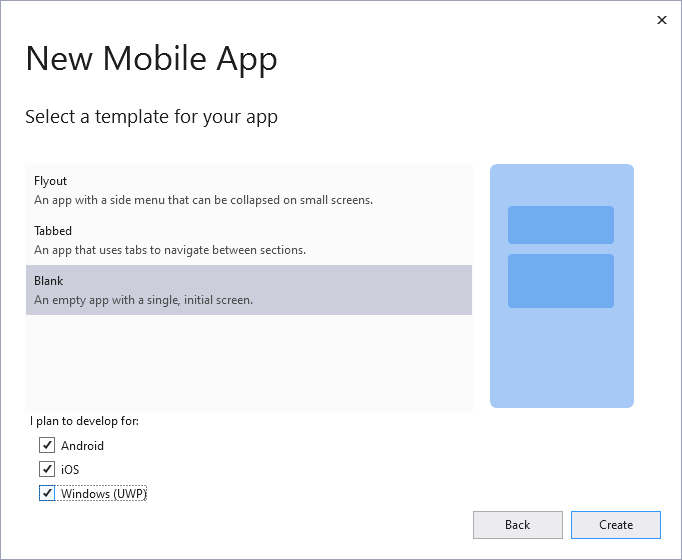 New Mobile App
Select a template for your app
Flyout
An app with a side menu that can be collapsed on small screens.
Tabbed
An app that uses tabs to navigate between sections.
Blank
An empty app with a single, initial screen.
I plan to develop for:
Android
iOS
Windows (UWP)
Back
Create